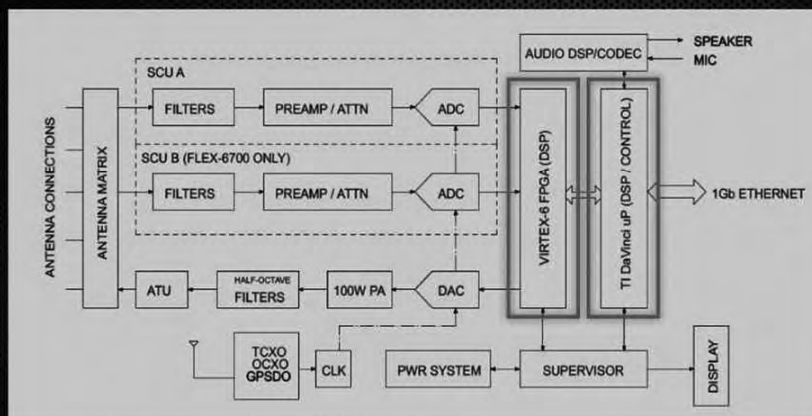 AUDIO DSP/CODEC
SPEAKER
MIC
SCU A
FILTERS
PREAMP / ATTN
ADC
SCU B (FLEX-6700 ONLY)
FILTERS
PREAMP / ATTN
ADC
ANTENNA CONNECTIONS
ANTENNA MATRIX
VIRTEX-6 FPGA (DSP)
TI DaVinci uP (DSP / CONTROL)
1Gb ETHERNET
ATU
HALF-OCTAVE
FILTERS
100W PA
DAC
TCXO
OCXO
GPSDO
CLK
PWR SYSTEM
SUPERVISOR
DISPLAY